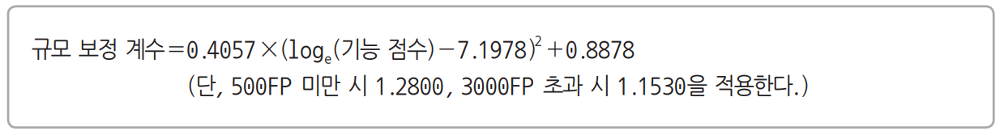 규모 보정 계수=0.4057×(logₑ(기능 점수)-7.1978)²+0.8878
(단, 500FP 미만 시 1.2800, 3000FP 초과 시 1.1530을 적용한다.)